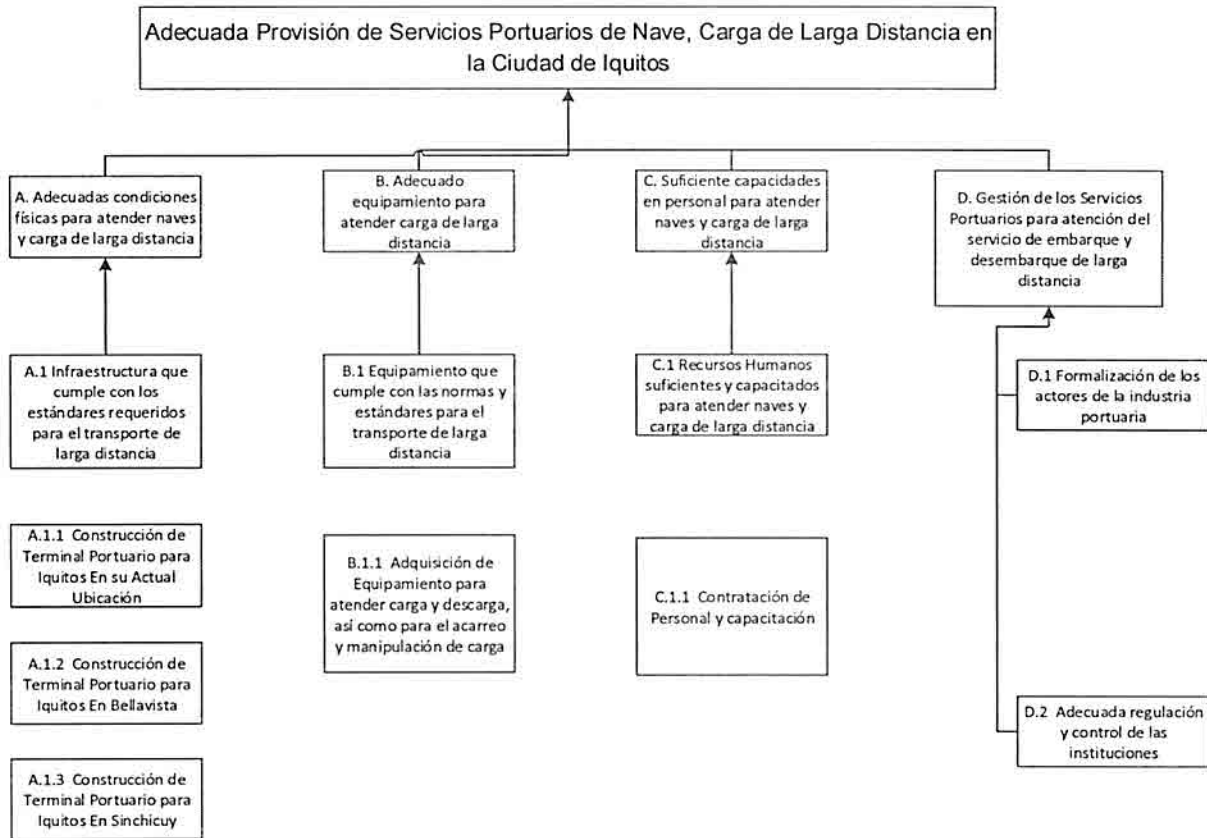 Adecuada Provisión de Servicios Portuarios de Nave, Carga de Larga Distancia en
la Ciudad de Iquitos
A. Adecuadas condiciones
físicas para atender naves
y carga de larga distancia
B. Adecuado
equipamiento para
atender carga de larga
distancia
C. Suficiente capacidades
en personal para atender
naves y carga de larga
distancia
D. Gestión de los Servicios
Portuarios para atención del
servicio de embarque y
desembarque de larga
distancia
A.1 Infraestructura que
cumple con los
estándares requeridos
para el transporte de
larga distancia
B.1 Equipamiento que
cumple con las normas y
estándares para el
transporte de larga
distancia
C.1 Recursos Humanos
suficientes y capacitados
para atender naves y
carga de larga distancia
D.1 Formalización de los
actores de la industria
portuaria
A.1.1 Construcción de
Terminal Portuario para
Iquitos En su Actual
Ubicación
B.1.1 Adquisición de
Equipamiento para
atender carga y descarga,
así como para el acarreo
y manipulación de carga
C.1.1 Contratación de
Personal y capacitación
A.1.2 Construcción de
Terminal Portuario para
Iquitos En Bellavista
D.2 Adecuada regulación
y control de las
instituciones
A.1.3 Construcción de
Terminal Portuario para
Iquitos En Sinchicuy